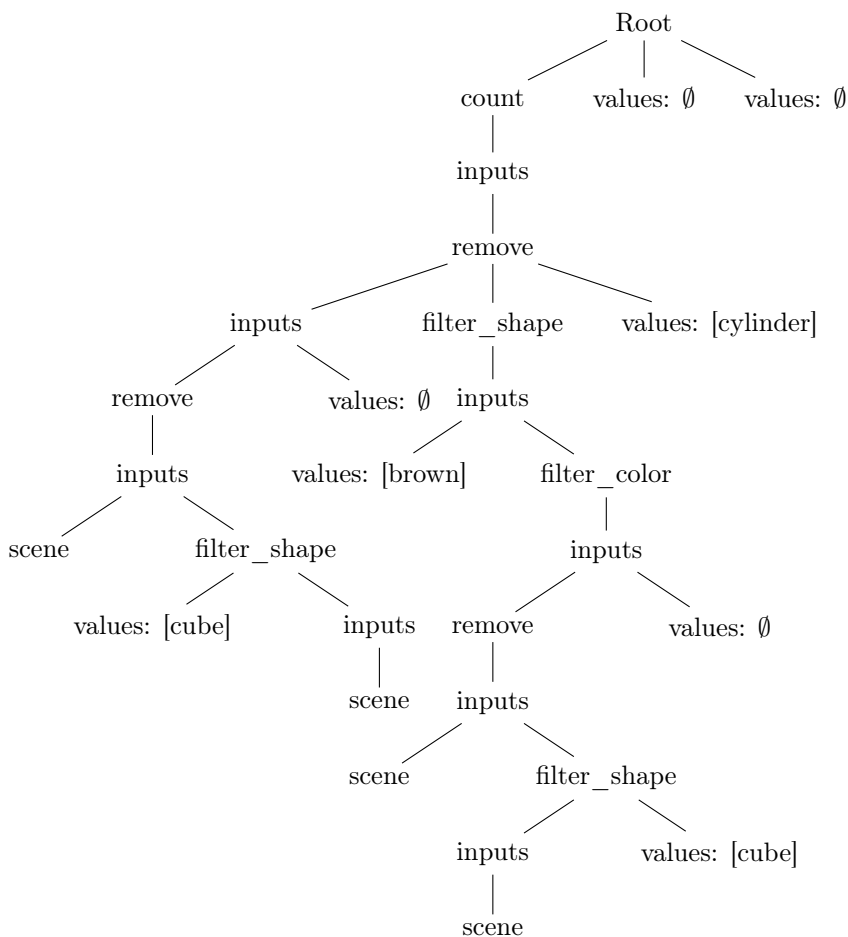 Root
count values: ∅ values: ∅
inputs
remove
inputs filter_shape values: [cylinder]
remove values: ∅ inputs
inputs values: [brown] filter_color
scene filter_shape inputs
values: [cube] inputs remove values: ∅
scene inputs
scene filter_shape
inputs values: [cube]
scene